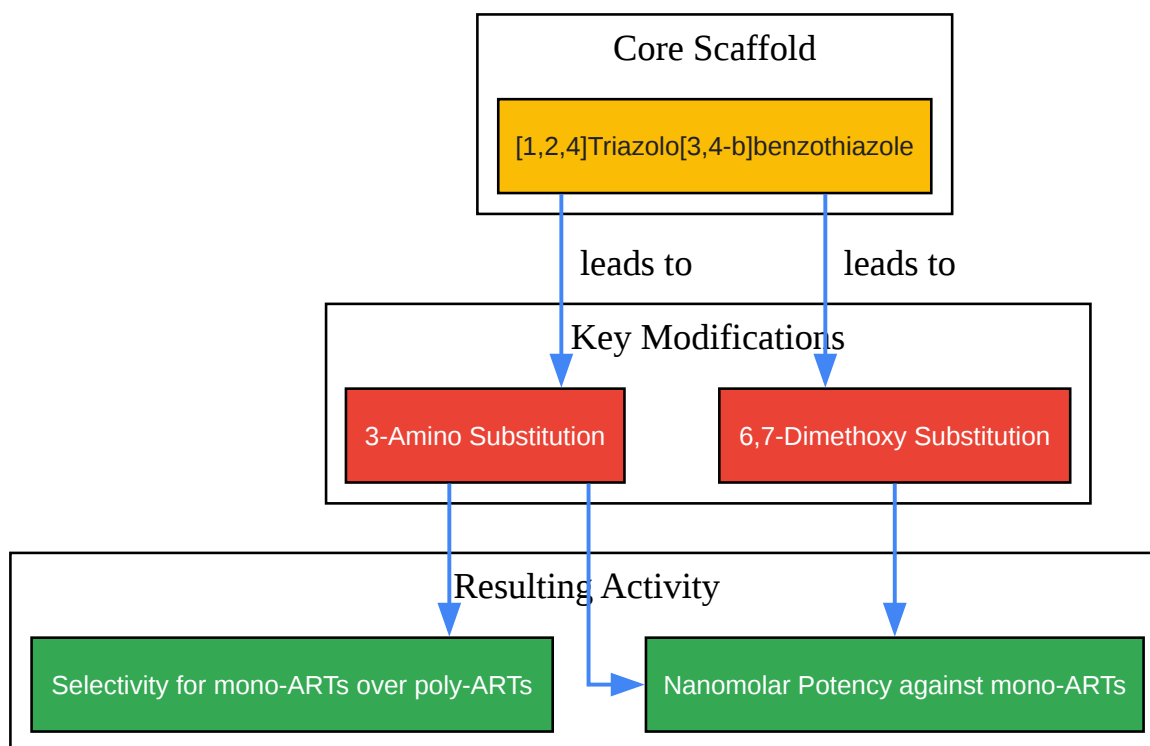 Core Scaffold
[1,2,4]Triazolo[3,4-b]benzothiazole
leads to
leads to
Key Modifications
3-Amino Substitution
6,7-Dimethoxy Substitution
Resulting Activity
Selectivity for mono-ARTs over poly-ARTs
Nanomolar Potency against mono-ARTs